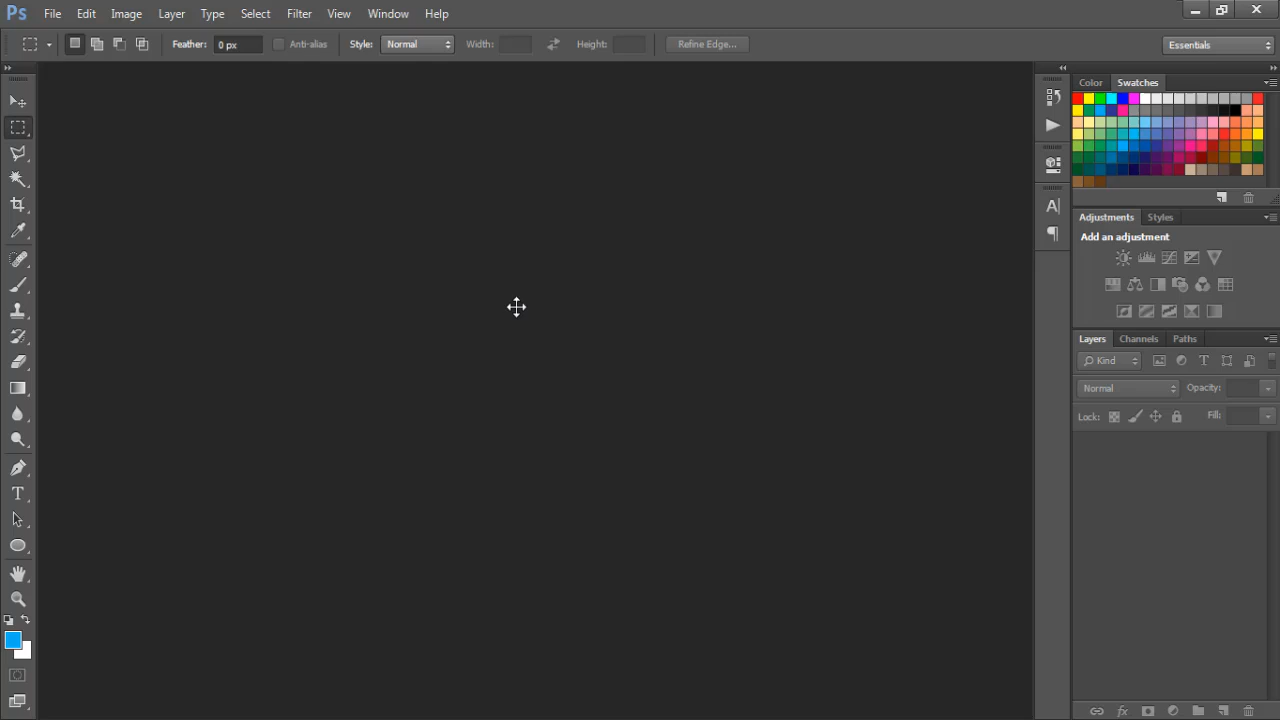 Ps File Edit Image Layer Type Select Filter View Window Help
Feather: 0 px Anti-alias Style: Normal Width: Height: Refine Edge... Essentials
Color Swatches
Adjustments Styles
Add an adjustment
Layers Channels Paths
Kind T
Normal Opacity:
Lock: Fill:
A
T
fx